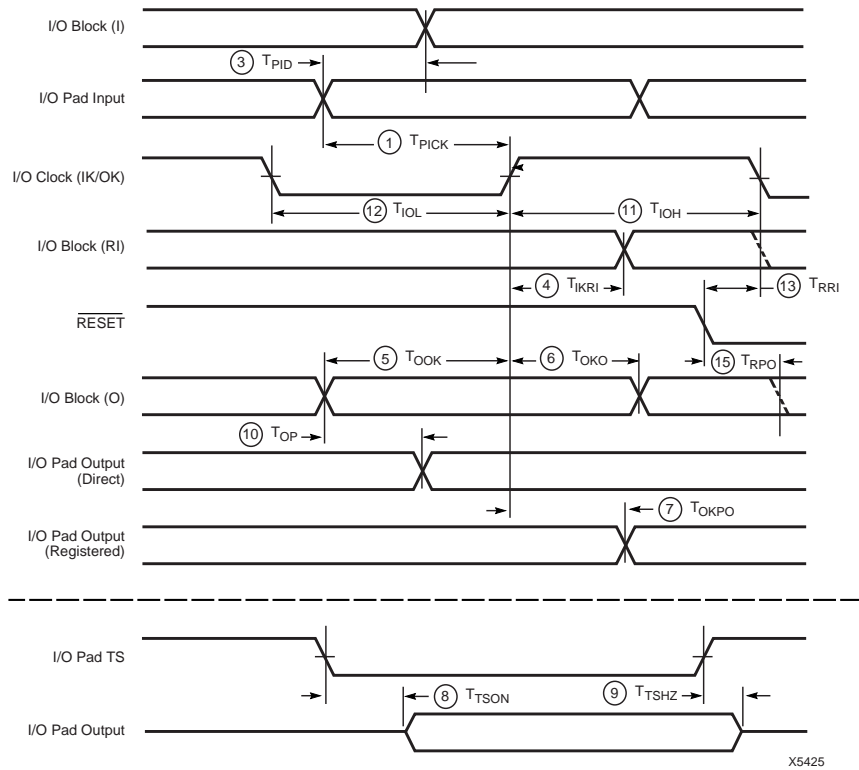 I/O Block (I)
3 TPID
I/O Pad Input
1 TPICK
I/O Clock (IK/OK)
12 TIOL
11 TIOH
I/O Block (RI)
4 TIKRI
13 TRRI
RESET
5 TOOK
6 TOKO
15 TRPO
I/O Block (O)
10 TOP
I/O Pad Output
(Direct)
7 TOKPO
I/O Pad Output
(Registered)
I/O Pad TS
8 TTSON
9 TTSHZ
I/O Pad Output
X5425